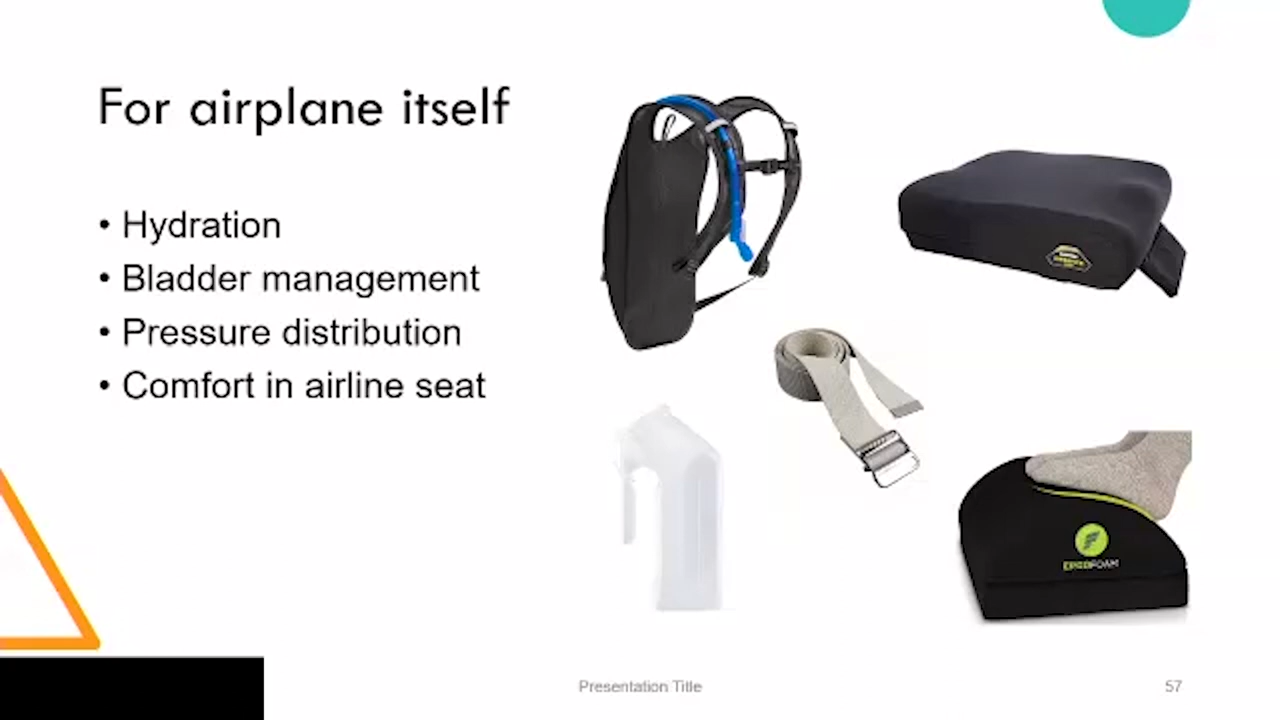 For airplane itself
• Hydration
• Bladder management
• Pressure distribution
• Comfort in airline seat
ERGOFOAM
Presentation Title
57